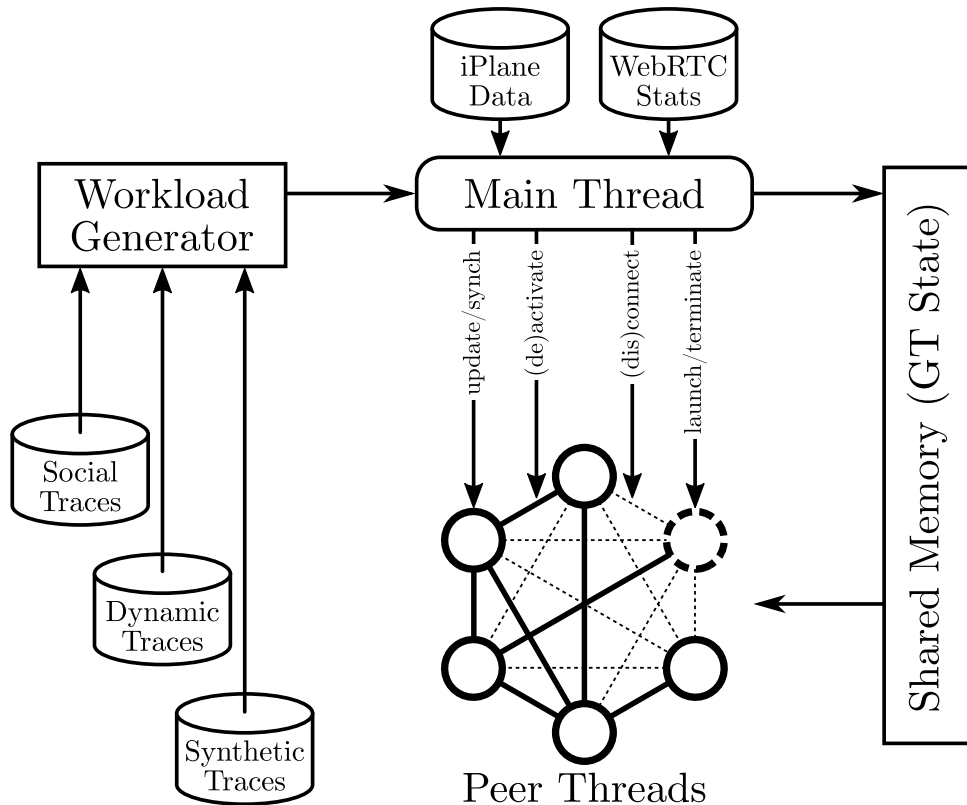 iPlane
Data
WebRTC
Stats
Workload
Generator
Main Thread
update/synch
(de)activate
(dis)connect
launch/terminate
Shared Memory (GT State)
Social
Traces
Dynamic
Traces
Synthetic
Traces
Peer Threads